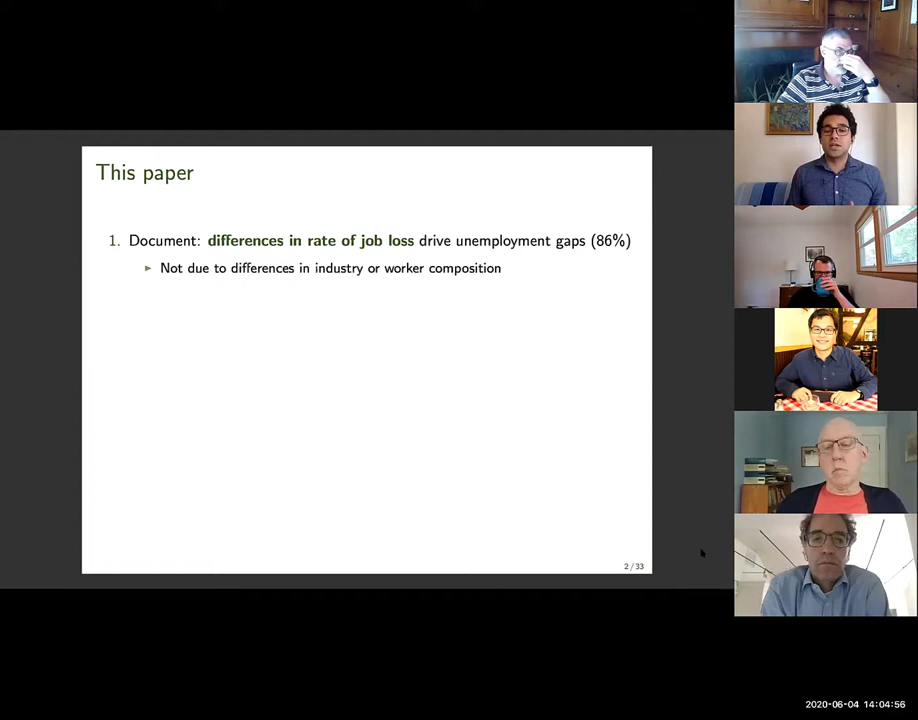 This paper
1. Document: differences in rate of job loss drive unemployment gaps (86%)
▶ Not due to differences in industry or worker composition
2 / 33
2020-06-04 14:04:56